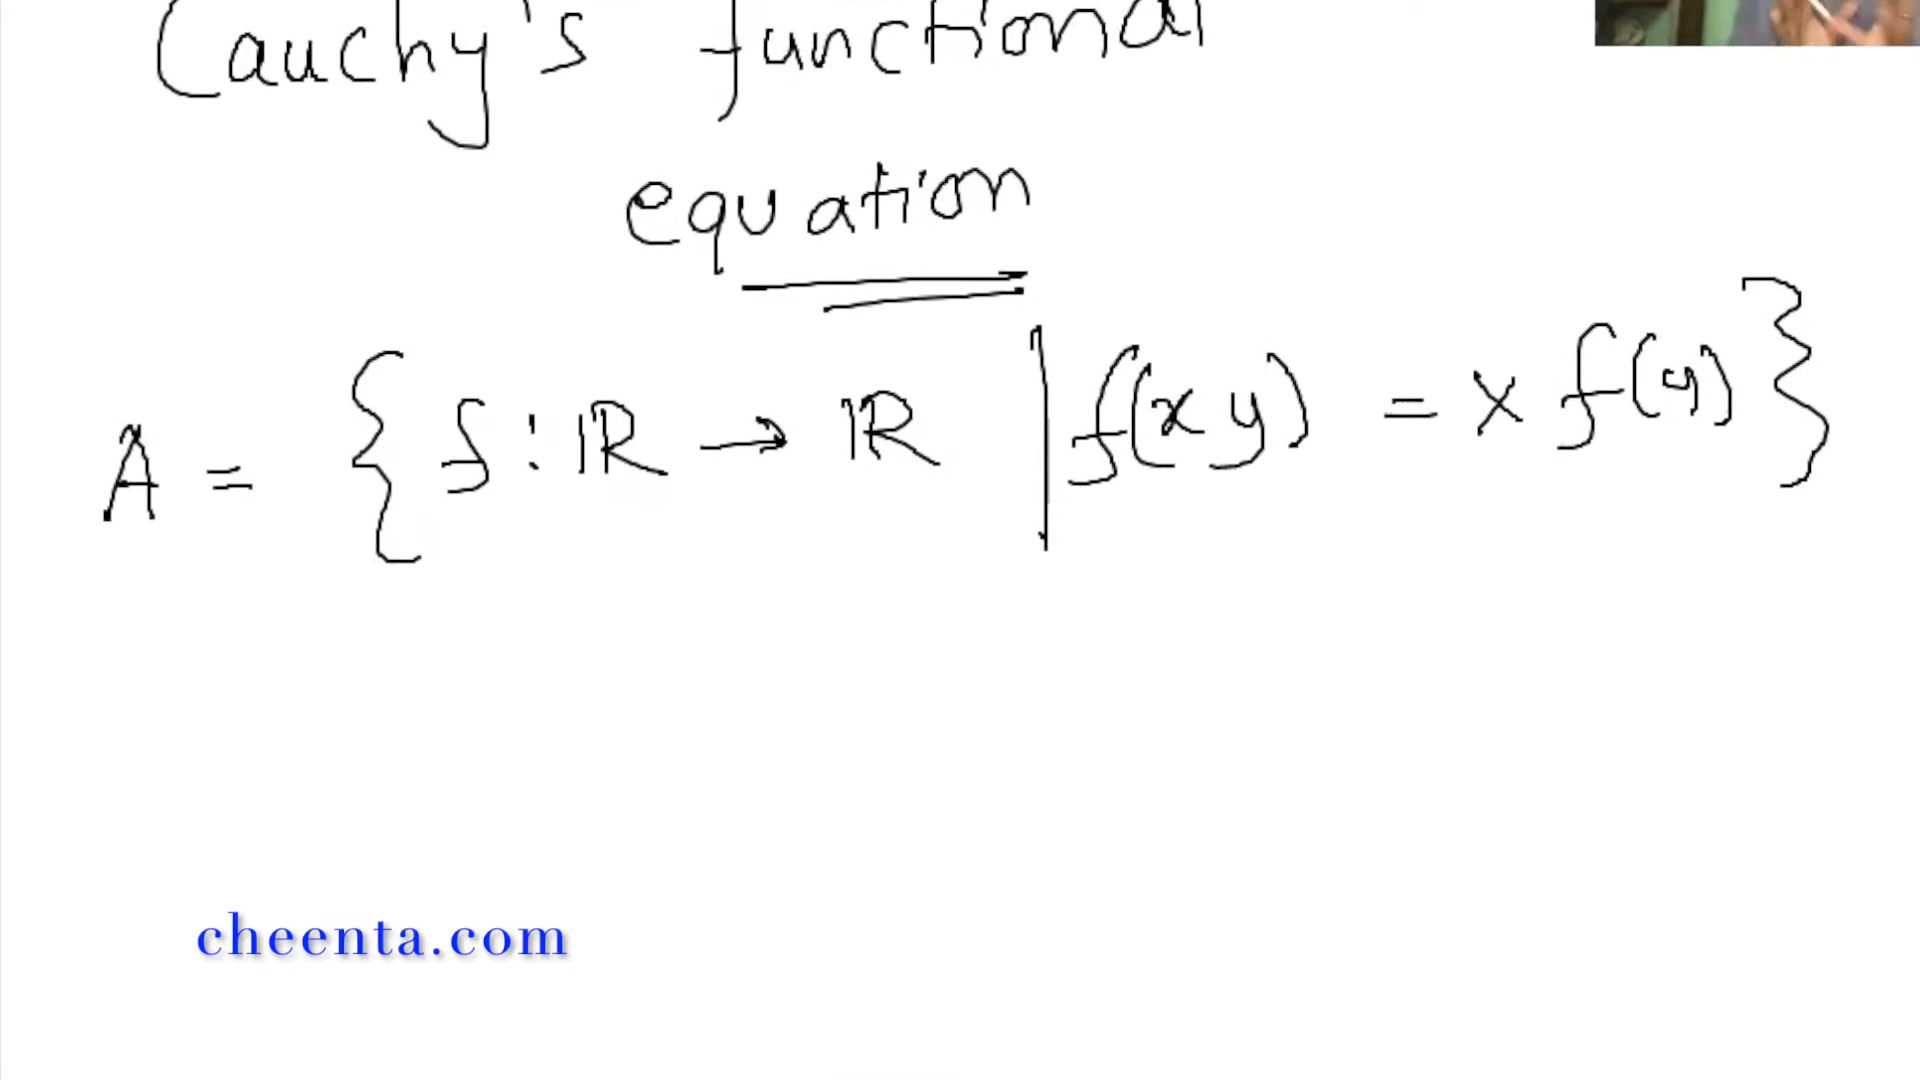 Cauchy's functional
equation
A = { f : ℝ → ℝ | f(xy) = x f(y) }
cheenta.com